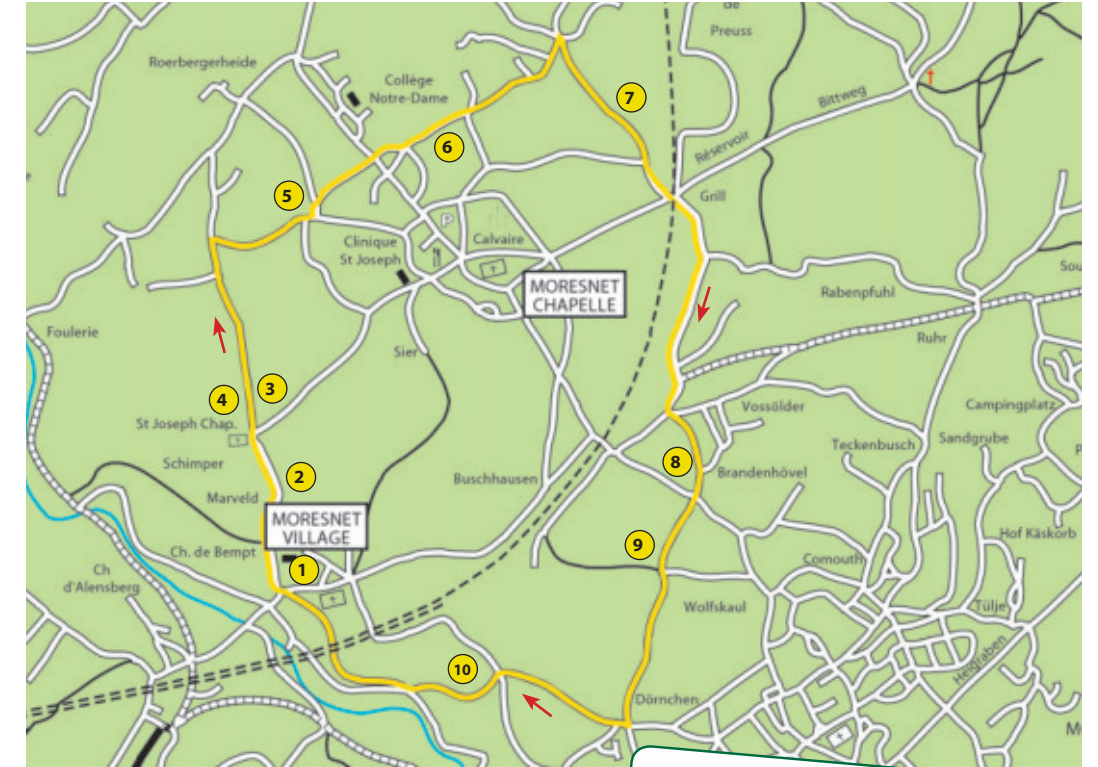 de
Preuss
Roerbergerheide
Collège
Notre-Dame
7
Bittweg
6
Réservoir
5
Grill
P
Clinique
St Joseph
Calvaire
MORESNET
CHAPELLE
Rabenpfuhl
Sou
Foulerie
Ruhr
Sier
3
4
Vossölder
Campingplatz
St Joseph Chap.
Teckenbusch
Sandgrube
P
Schimper
2
8
Buschhausen
Brandenhövel
Marveld
MORESNET
VILLAGE
Hof Käskorb
9
Ch. de Bempt
1
Comouth
Ch
d'Alensberg
Wolfskaul
Tülje
Heigraben
10
Dörnchen
M